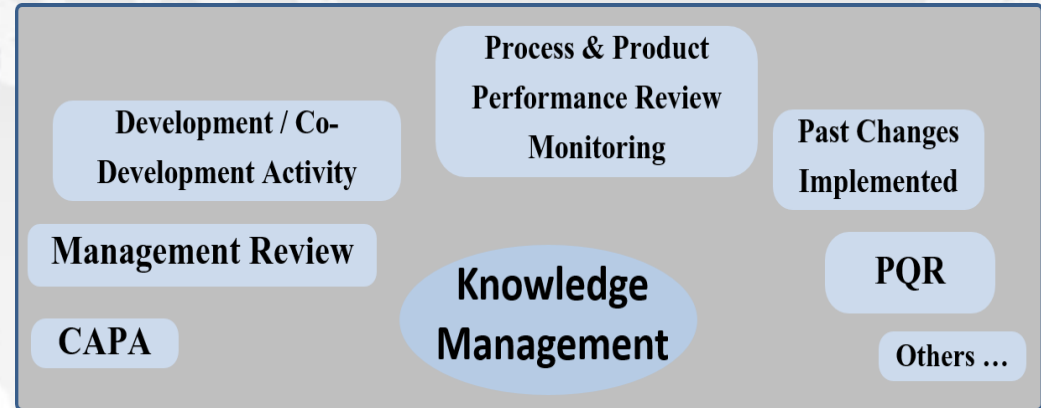 Process & Product
Performance Review
Monitoring
Development / Co-
Development Activity
Past Changes
Implemented
Management Review
PQR
Knowledge
Management
CAPA
Others …